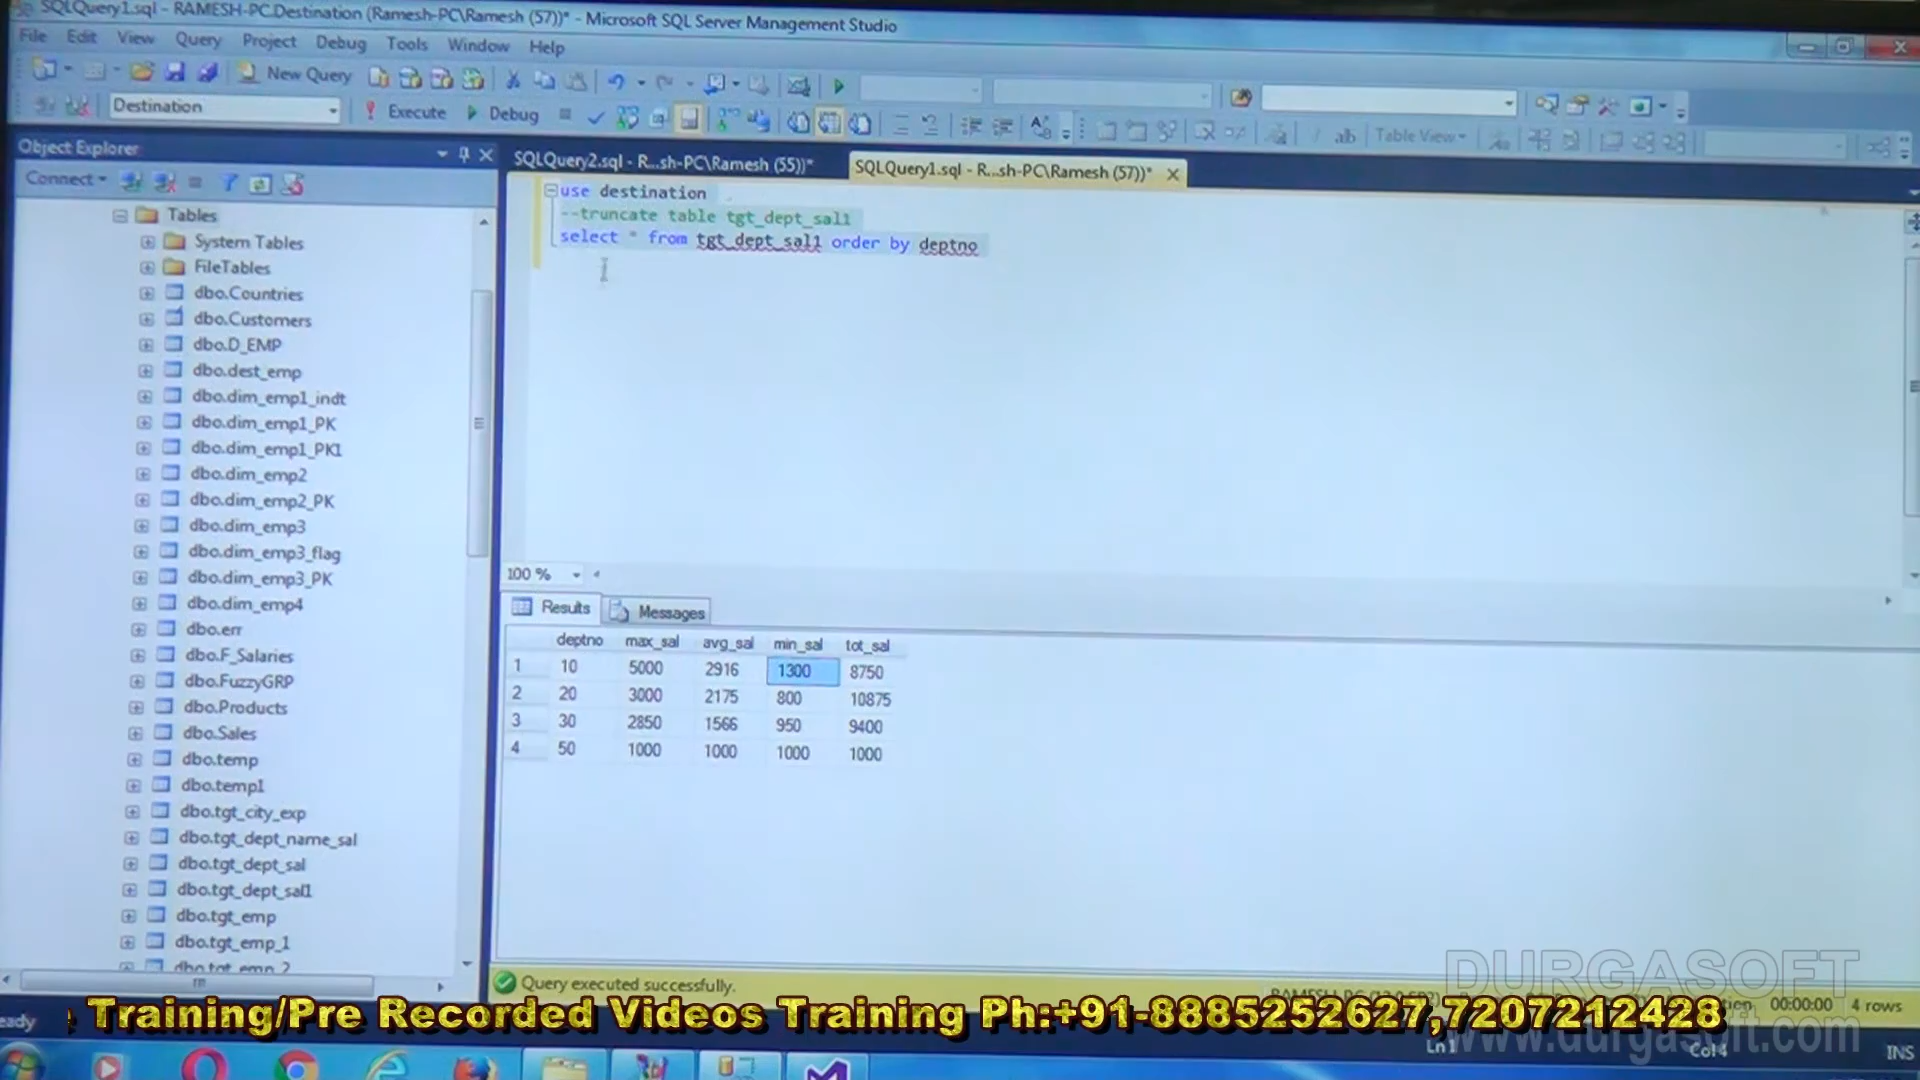 SQLQuery1.sql - RAMESH-PC.Destination (Ramesh-PC\Ramesh (57))* - Microsoft SQL Server Management Studio
File Edit View Query Project Debug Tools Window Help
New Query
Destination
Execute
Debug
Table View
Object Explorer
SQLQuery2.sql - R...sh-PC\Ramesh (55))*
SQLQuery1.sql - R...sh-PC\Ramesh (57))*
Connect
use destination
--truncate table tgt_dept_sal1
select * from tgt_dept_sal1 order by deptno
Tables
System Tables
FileTables
dbo.Countries
dbo.Customers
dbo.D_EMP
dbo.dest_emp
dbo.dim_emp1_indt
dbo.dim_emp1_PK
dbo.dim_emp1_PK1
dbo.dim_emp2
dbo.dim_emp2_PK
dbo.dim_emp3
dbo.dim_emp3_flag
dbo.dim_emp3_PK
dbo.dim_emp4
dbo.err
dbo.F_Salaries
dbo.FuzzyGRP
dbo.Products
dbo.Sales
dbo.temp
dbo.temp1
dbo.tgt_city_exp
dbo.tgt_dept_name_sal
dbo.tgt_dept_sal
dbo.tgt_dept_sal1
dbo.tgt_emp
dbo.tgt_emp_1
dbo.tgt_emp_2
100 %
Results Messages
deptno max_sal avg_sal min_sal tot_sal
1 10 5000 2916 1300 8750
2 20 3000 2175 800 10875
3 30 2850 1566 950 9400
4 50 1000 1000 1000 1000
Query executed successfully.
00:00:00 4 rows
DURGASOFT
www.durgasoft.com
Training/Pre Recorded Videos Training Ph:+91-8885252627,7207212428
Ln 1
Col 4
INS